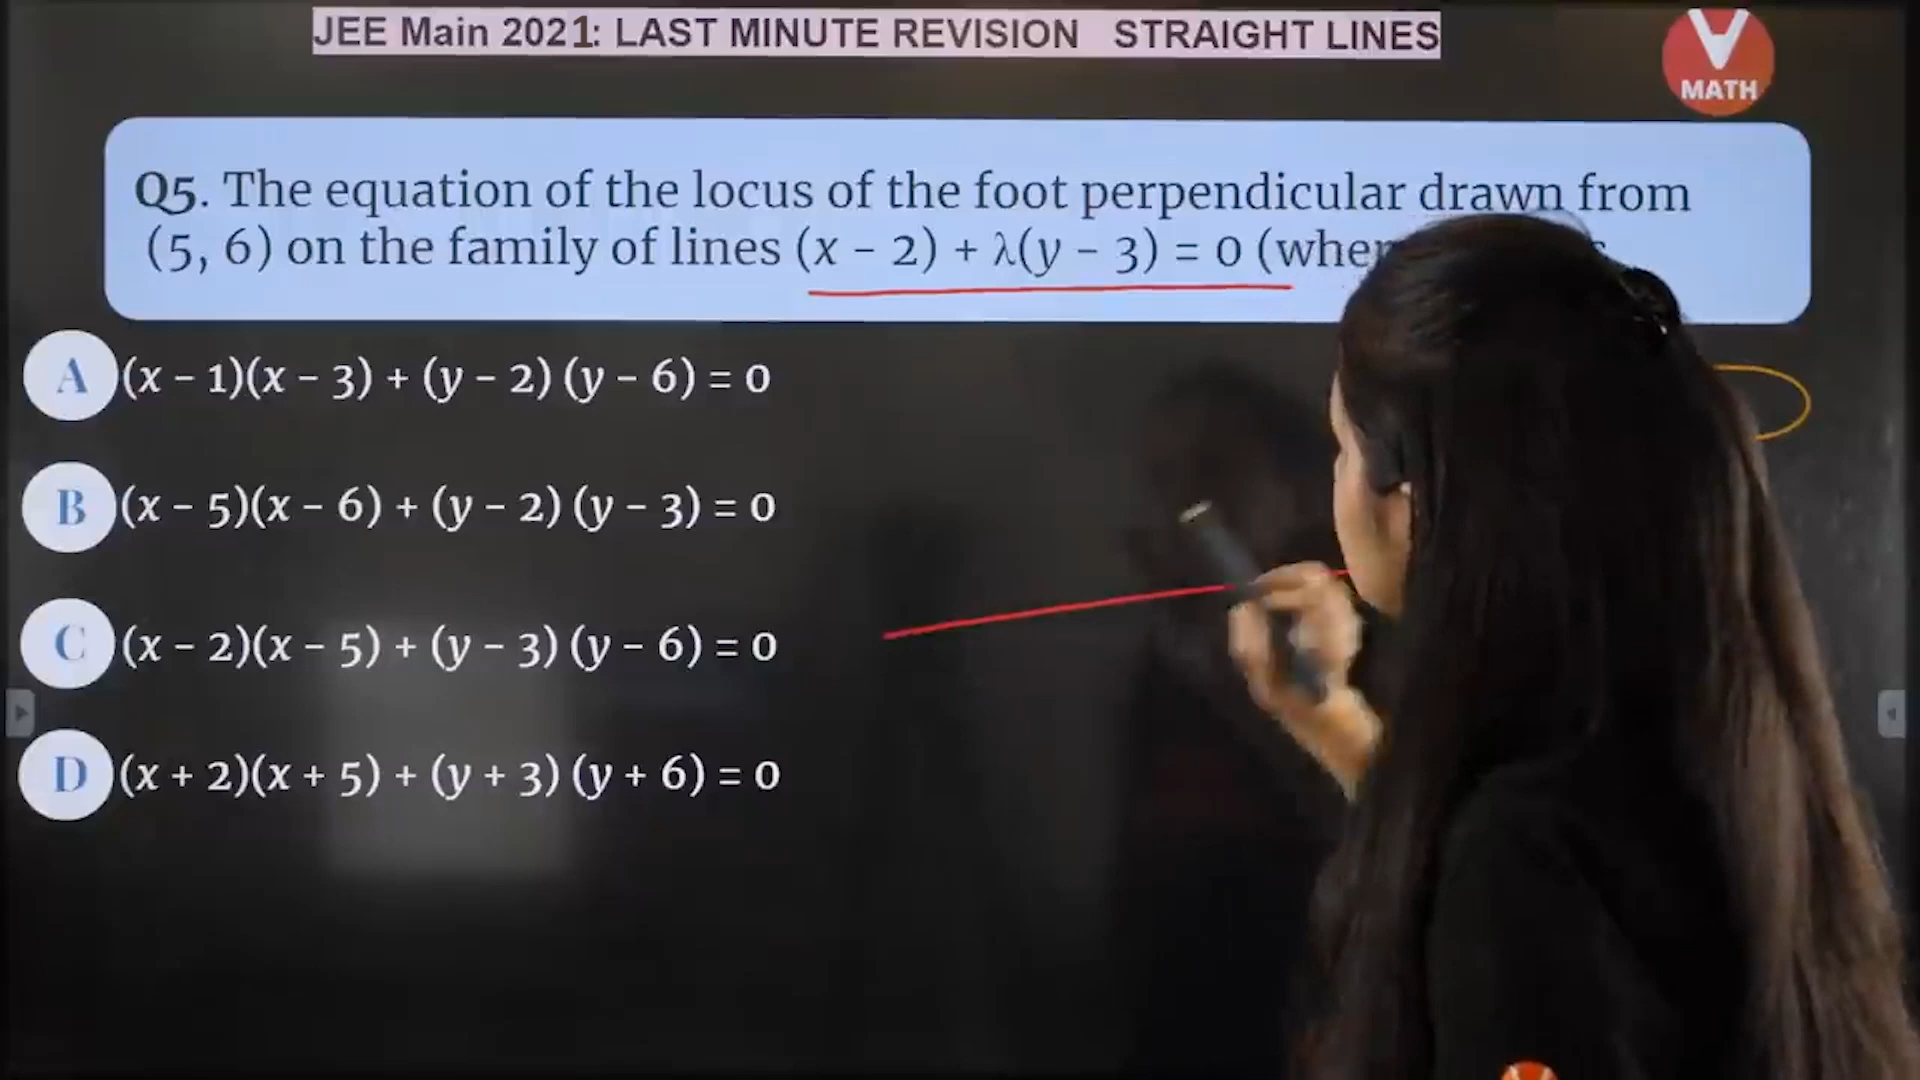 JEE Main 2021: LAST MINUTE REVISION STRAIGHT LINES
MATH
Q5. The equation of the locus of the foot perpendicular drawn from
(5, 6) on the family of lines (x - 2) + λ(y - 3) = 0 (wher
A (x - 1)(x - 3) + (y - 2) (y - 6) = 0
B (x - 5)(x - 6) + (y - 2) (y - 3) = 0
C (x - 2)(x - 5) + (y - 3) (y - 6) = 0
D (x + 2)(x + 5) + (y + 3) (y + 6) = 0